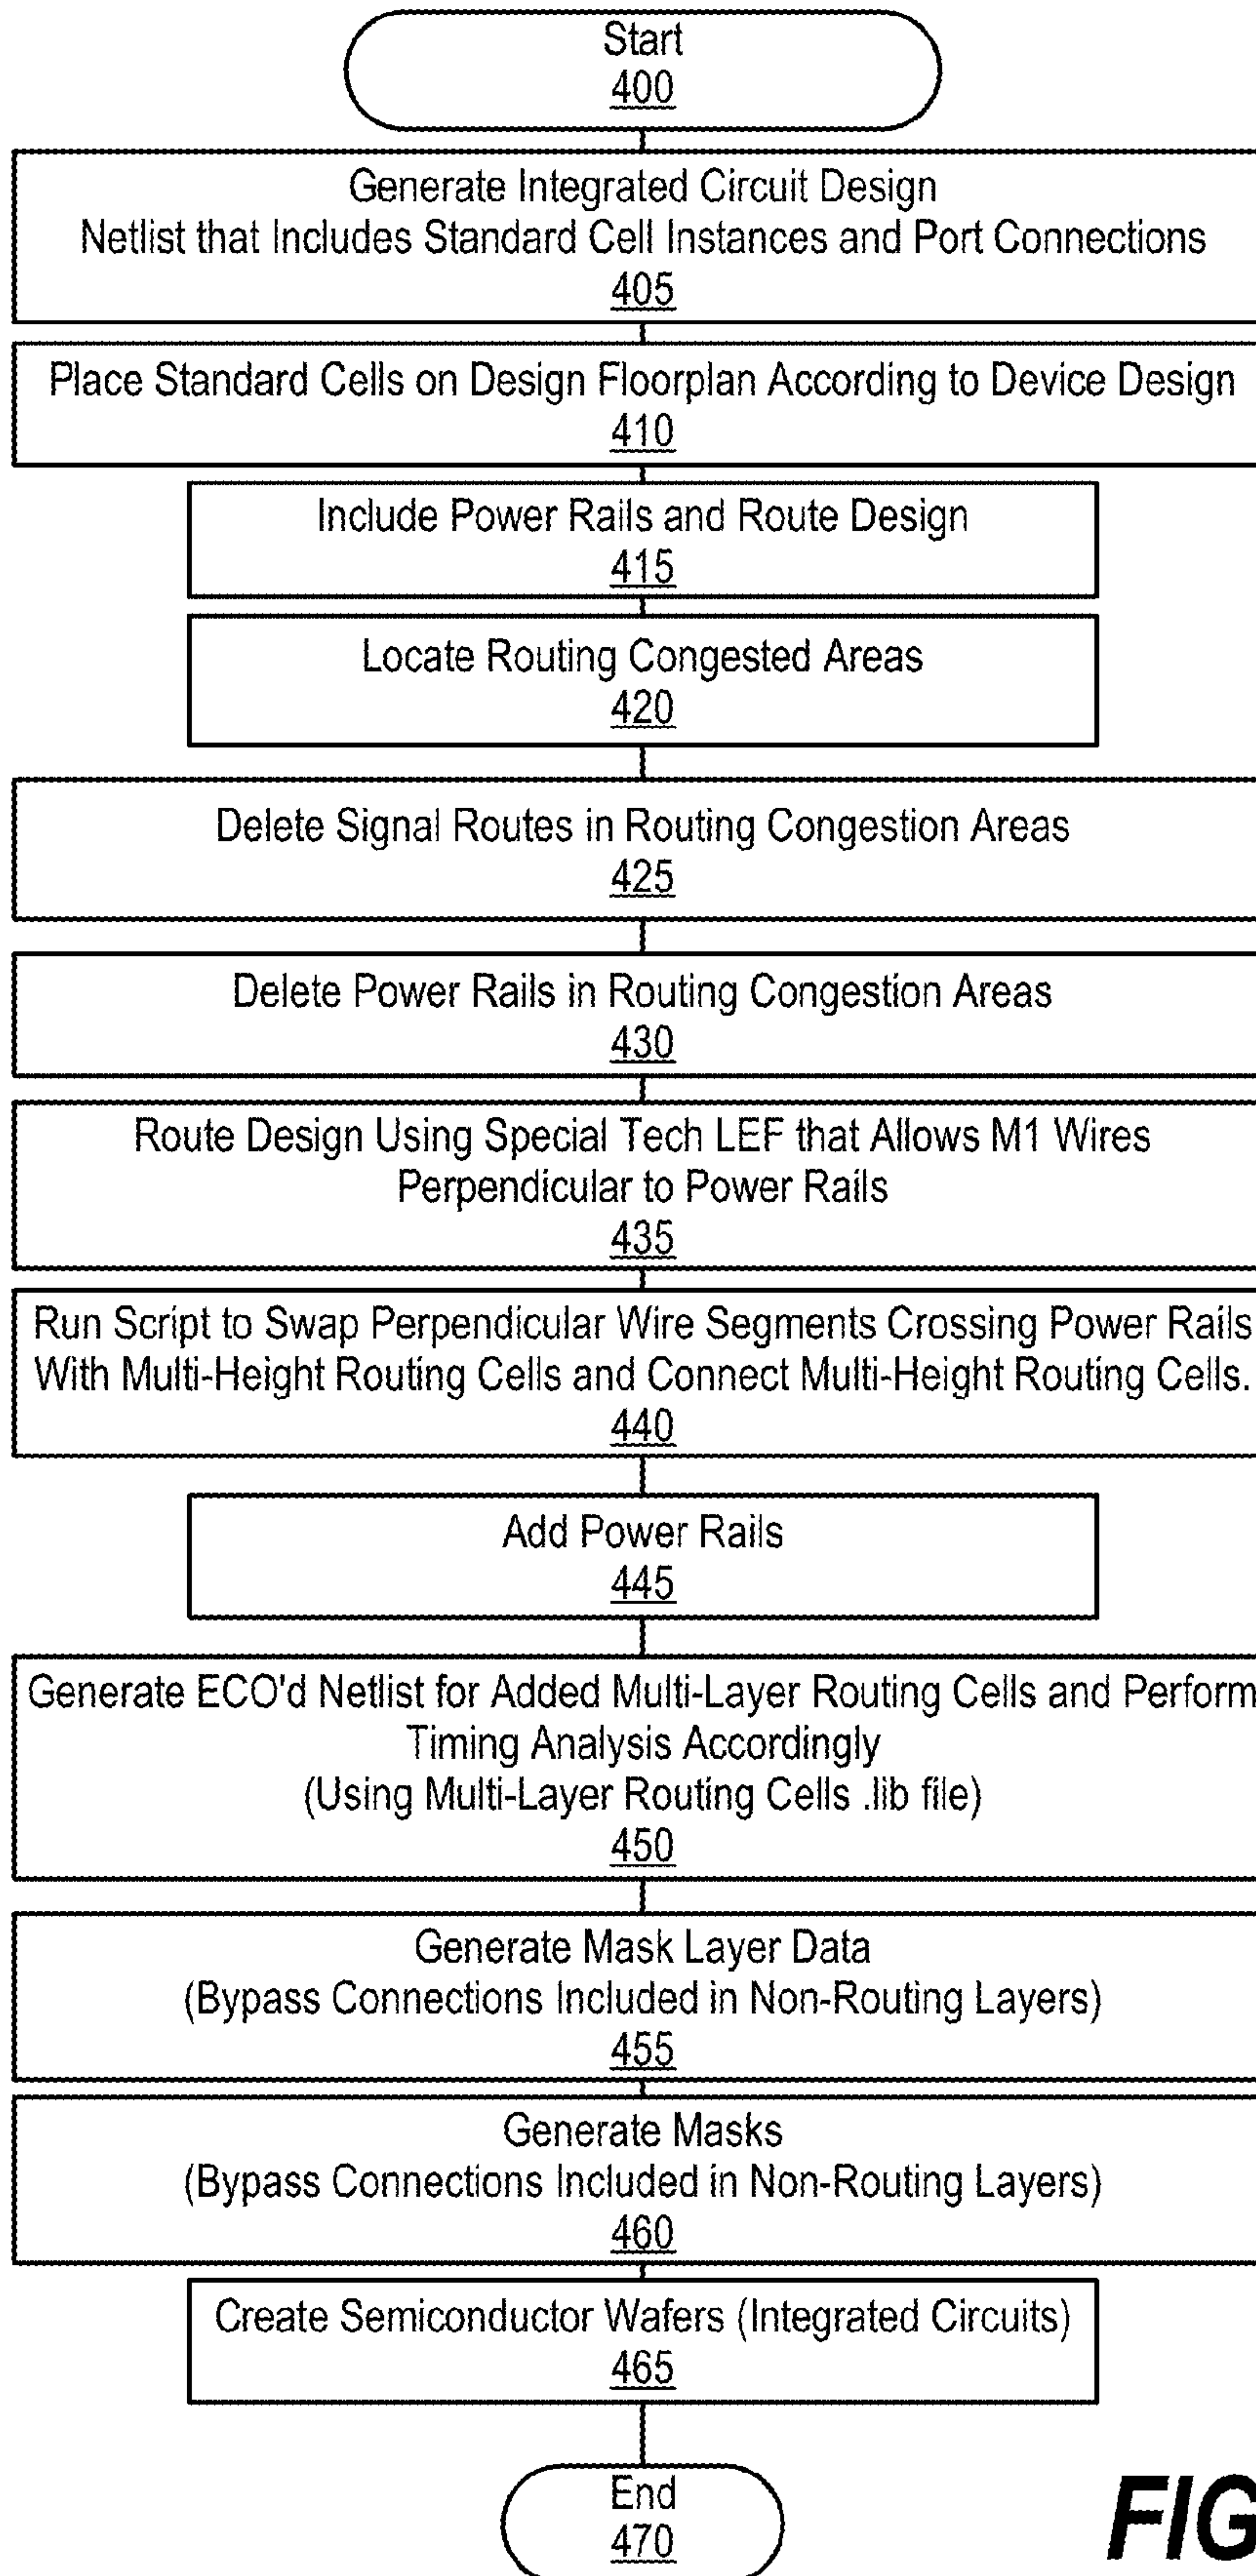 Start
400
Generate Integrated Circuit Design
Netlist that Includes Standard Cell Instances and Port Connections
405
Place Standard Cells on Design Floorplan According to Device Design
410
Include Power Rails and Route Design
415
Locate Routing Congested Areas
420
Delete Signal Routes in Routing Congestion Areas
425
Delete Power Rails in Routing Congestion Areas
430
Route Design Using Special Tech LEF that Allows M1 Wires
Perpendicular to Power Rails
435
Run Script to Swap Perpendicular Wire Segments Crossing Power Rails
With Multi-Height Routing Cells and Connect Multi-Height Routing Cells.
440
Add Power Rails
445
Generate ECO'd Netlist for Added Multi-Layer Routing Cells and Perform
Timing Analysis Accordingly
(Using Multi-Layer Routing Cells .lib file)
450
Generate Mask Layer Data
(Bypass Connections Included in Non-Routing Layers)
455
Generate Masks
(Bypass Connections Included in Non-Routing Layers)
460
Create Semiconductor Wafers (Integrated Circuits)
465
End
470
FIG